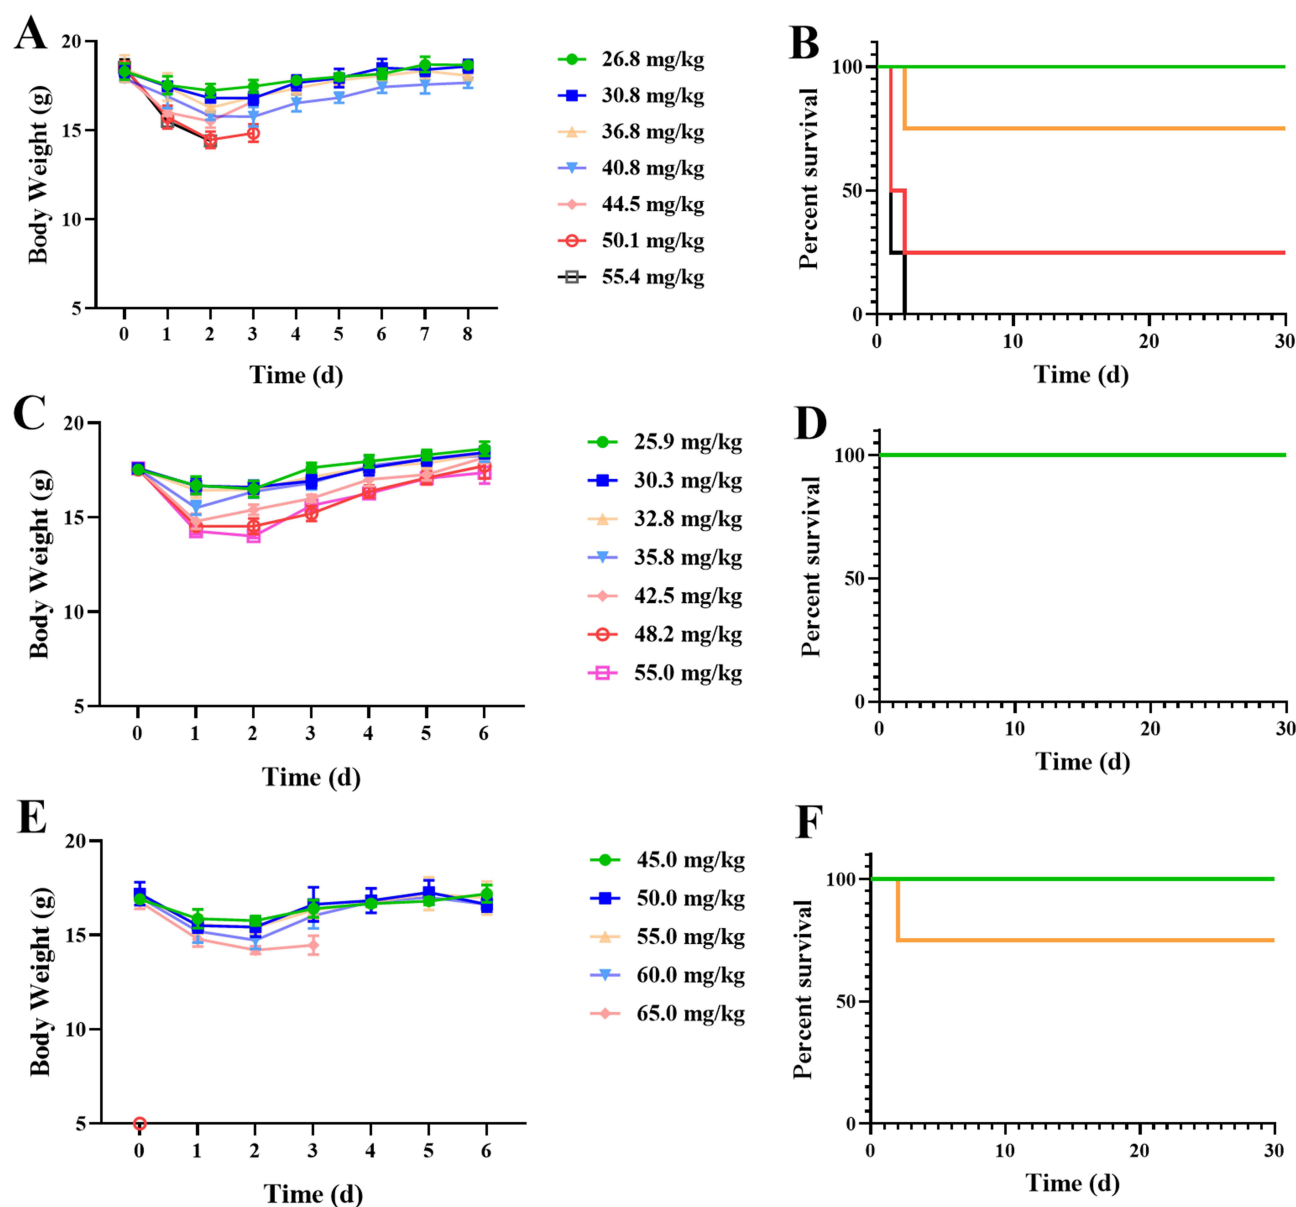 A
Body Weight (g)
20
15
10
5
0 1 2 3 4 5 6 7 8
Time (d)
26.8 mg/kg
30.8 mg/kg
36.8 mg/kg
40.8 mg/kg
44.5 mg/kg
50.1 mg/kg
55.4 mg/kg
B
Percent survival
100
50
0
0 10 20 30
Time (d)
C
Body Weight (g)
20
15
10
5
0 1 2 3 4 5 6
Time (d)
25.9 mg/kg
30.3 mg/kg
32.8 mg/kg
35.8 mg/kg
42.5 mg/kg
48.2 mg/kg
55.0 mg/kg
D
Percent survival
100
50
0
0 10 20 30
Time (d)
E
Body Weight (g)
20
15
10
5
0 1 2 3 4 5 6
Time (d)
45.0 mg/kg
50.0 mg/kg
55.0 mg/kg
60.0 mg/kg
65.0 mg/kg
F
Percent survival
100
50
0
0 10 20 30
Time (d)